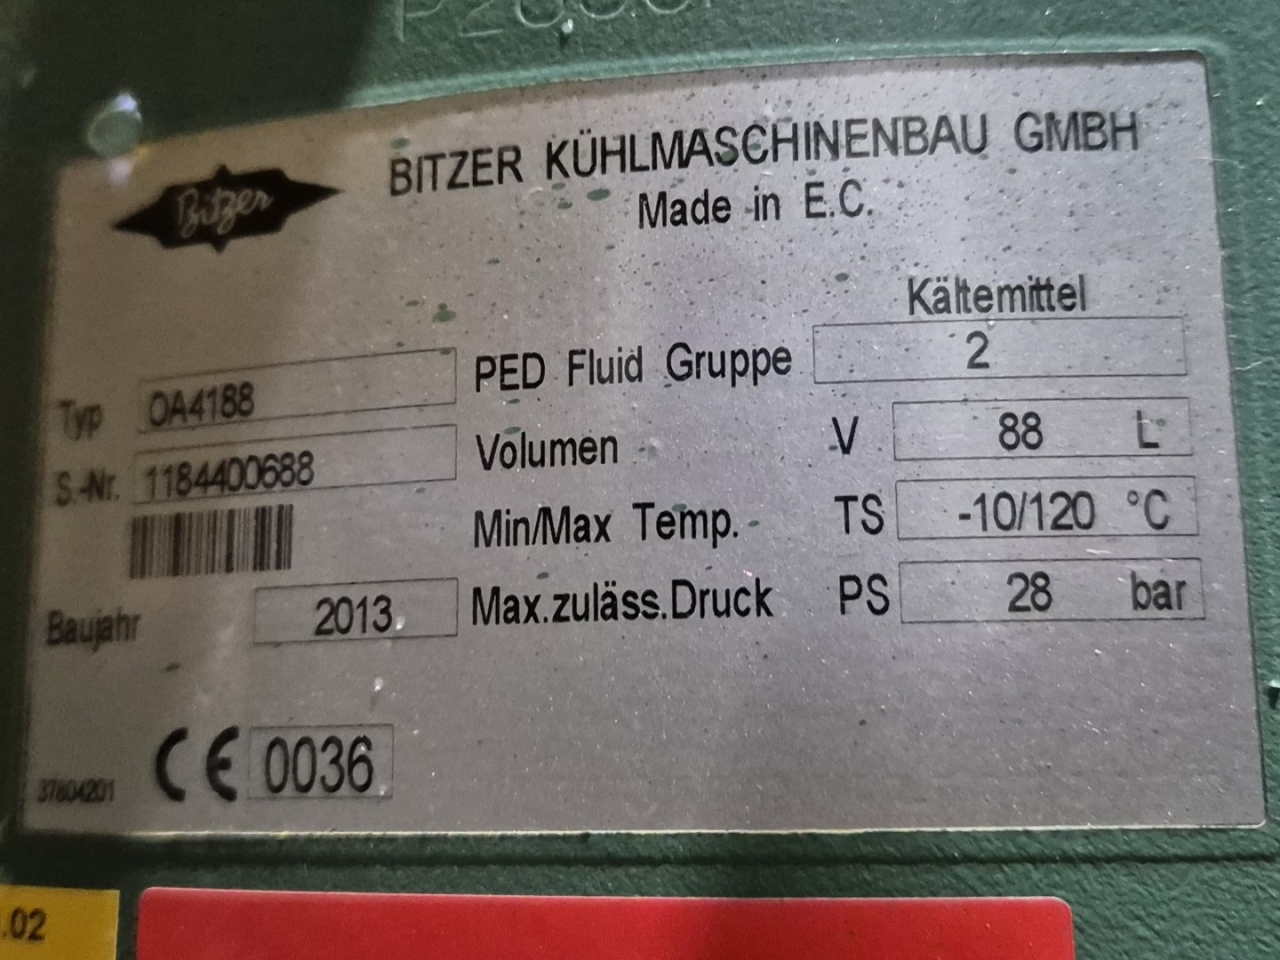 Bitzer
BITZER KÜHLMASCHINENBAU GMBH
Made in E.C.
Kältemittel
Typ OA4188
PED Fluid Gruppe 2
S.-Nr. 1184400688
Volumen V 88 L
Min/Max Temp. TS -10/120 °C
Baujahr 2013
Max.zuläss.Druck PS 28 bar
CE 0036
37804201
.02